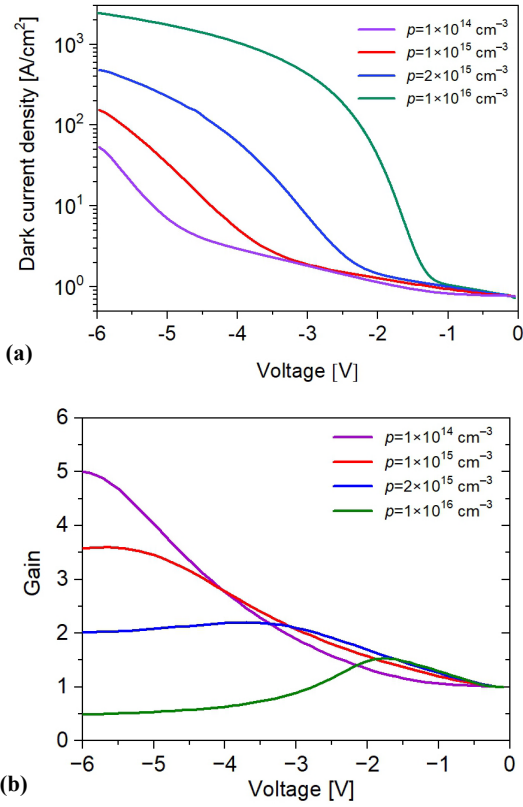 Dark current density [A/cm²]
10³
10²
10¹
10⁰
p=1×10¹⁴ cm⁻³
p=1×10¹⁵ cm⁻³
p=2×10¹⁵ cm⁻³
p=1×10¹⁶ cm⁻³
−6 −5 −4 −3 −2 −1 0
Voltage [V]
(a)
Gain
6
5
4
3
2
1
0
p=1×10¹⁴ cm⁻³
p=1×10¹⁵ cm⁻³
p=2×10¹⁵ cm⁻³
p=1×10¹⁶ cm⁻³
−6 −5 −4 −3 −2 −1 0
Voltage [V]
(b)